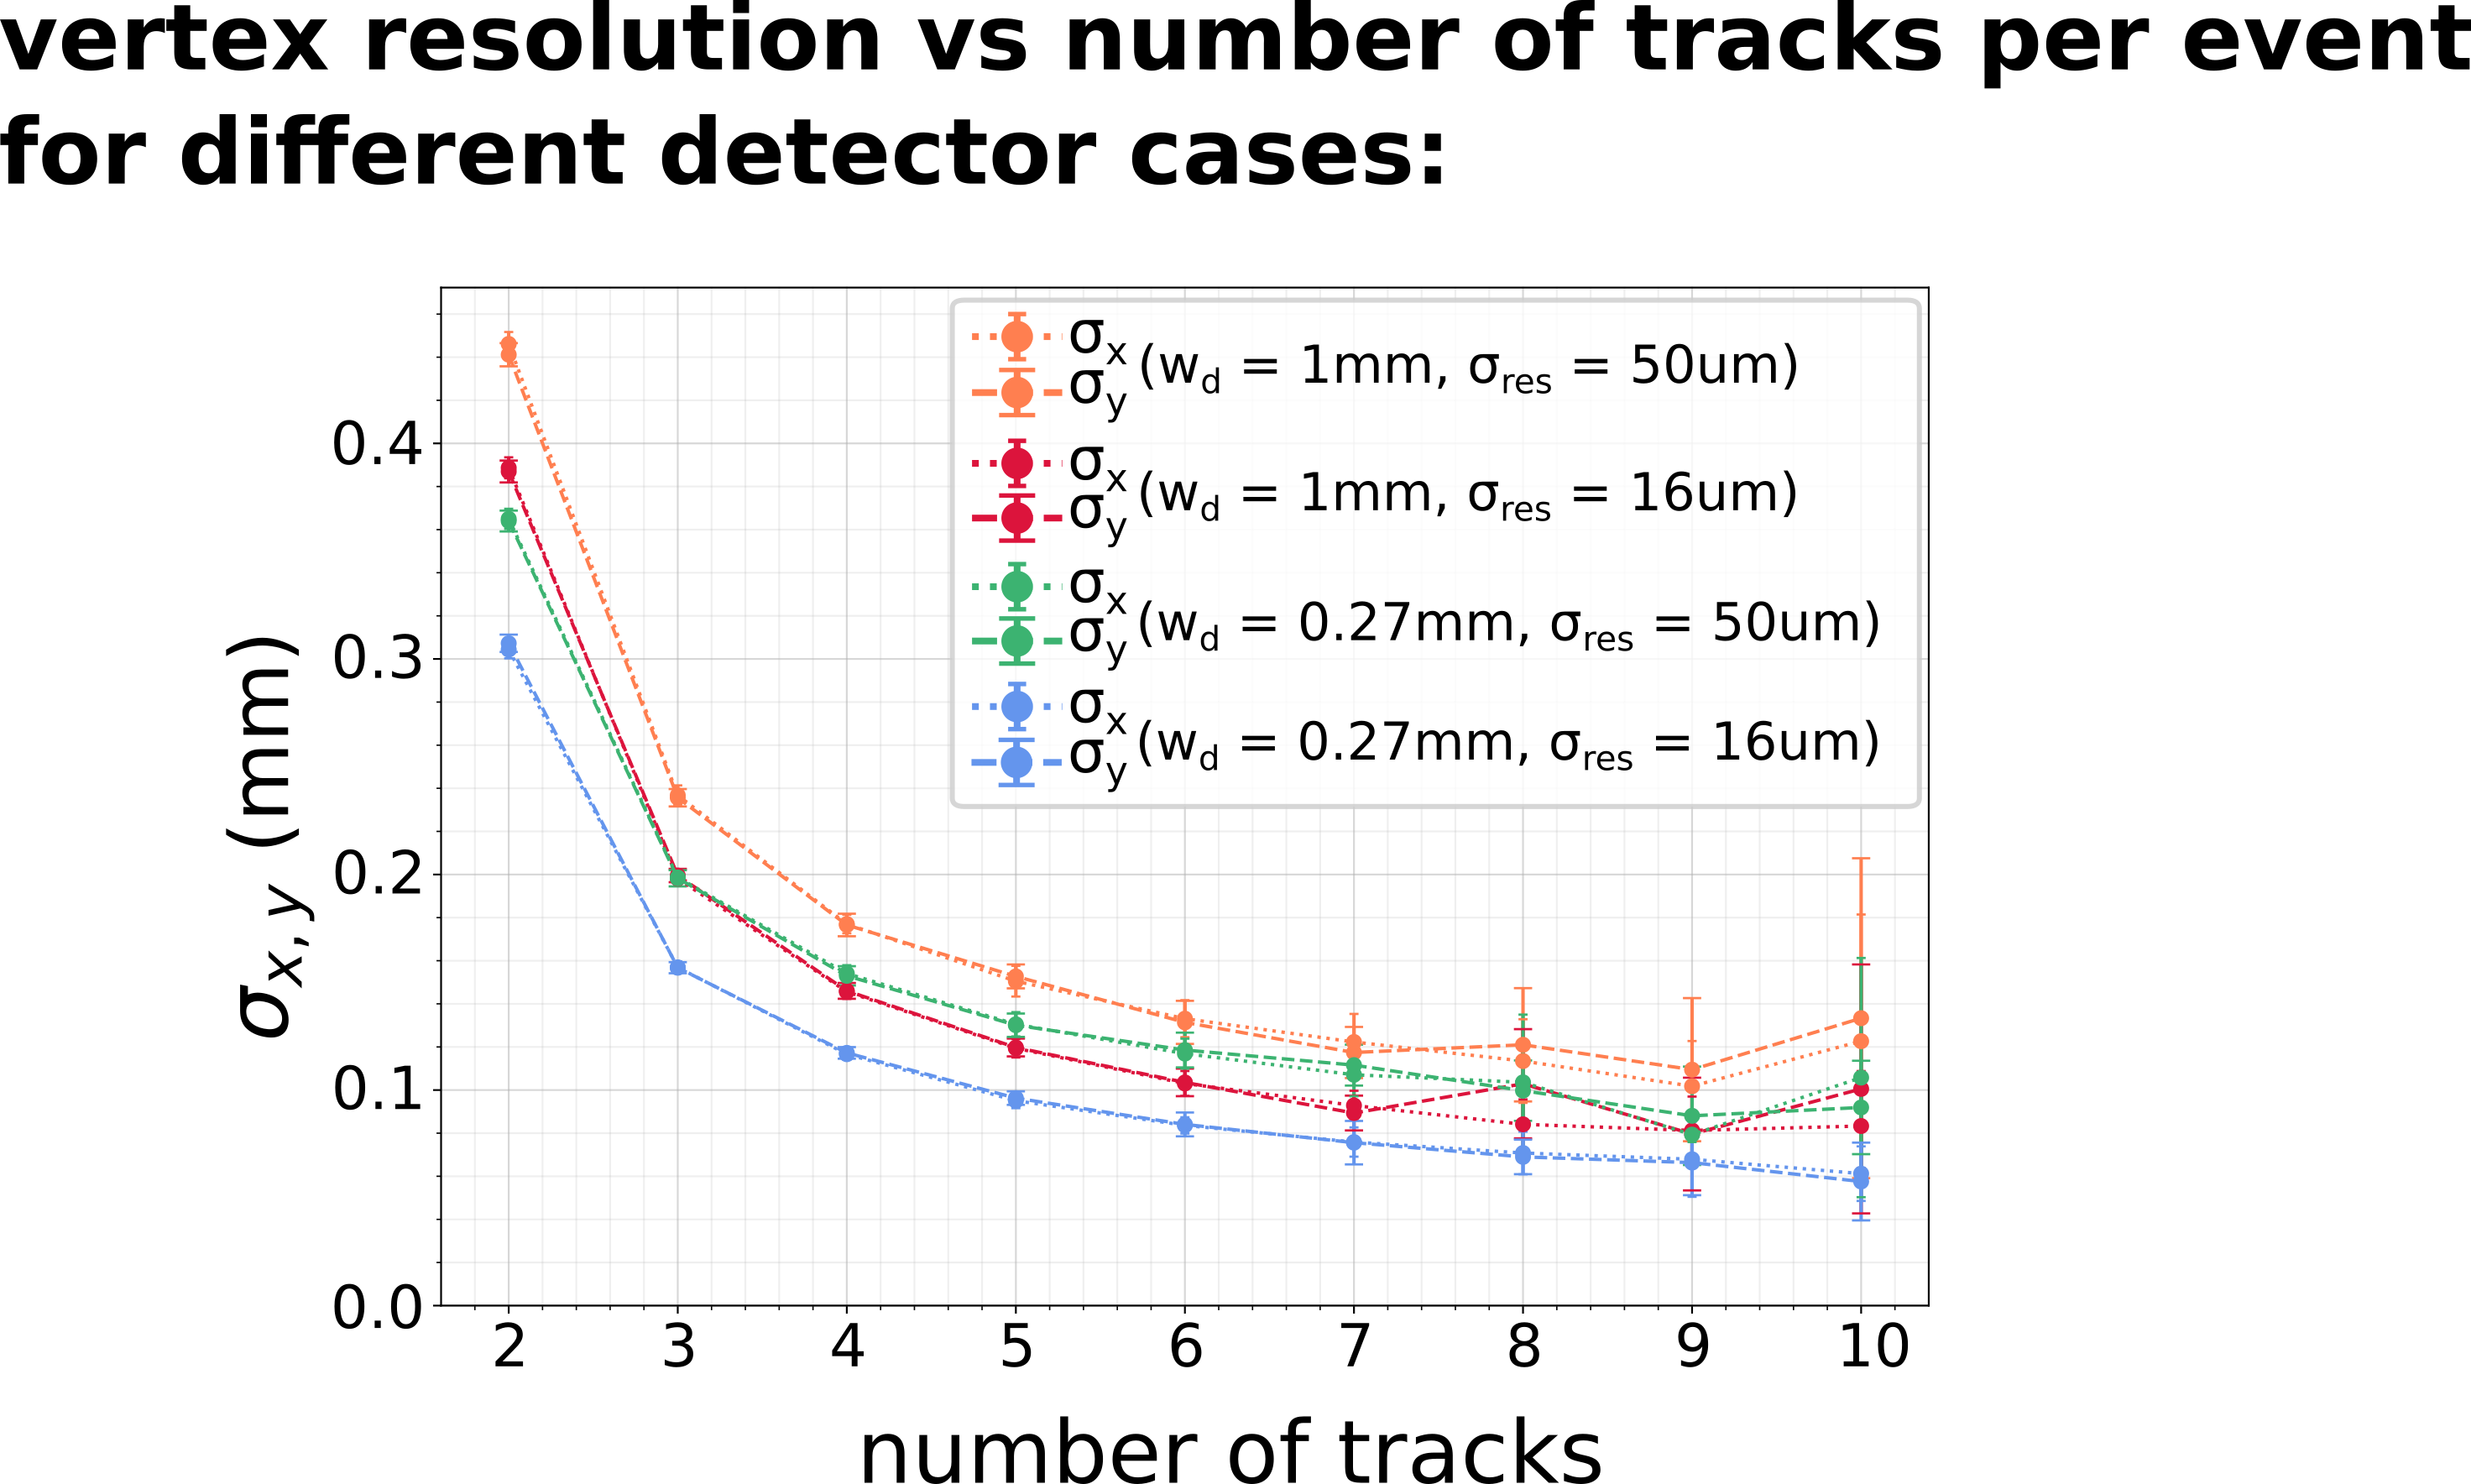 vertex resolution vs number of tracks per event
for different detector cases:
σx
σy
(wd = 1mm, σres = 50um)
σx
σy
(wd = 1mm, σres = 16um)
σx
σy
(wd = 0.27mm, σres = 50um)
σx
σy
(wd = 0.27mm, σres = 16um)
σx, y (mm)
0.4
0.3
0.2
0.1
0.0
2 3 4 5 6 7 8 9 10
number of tracks